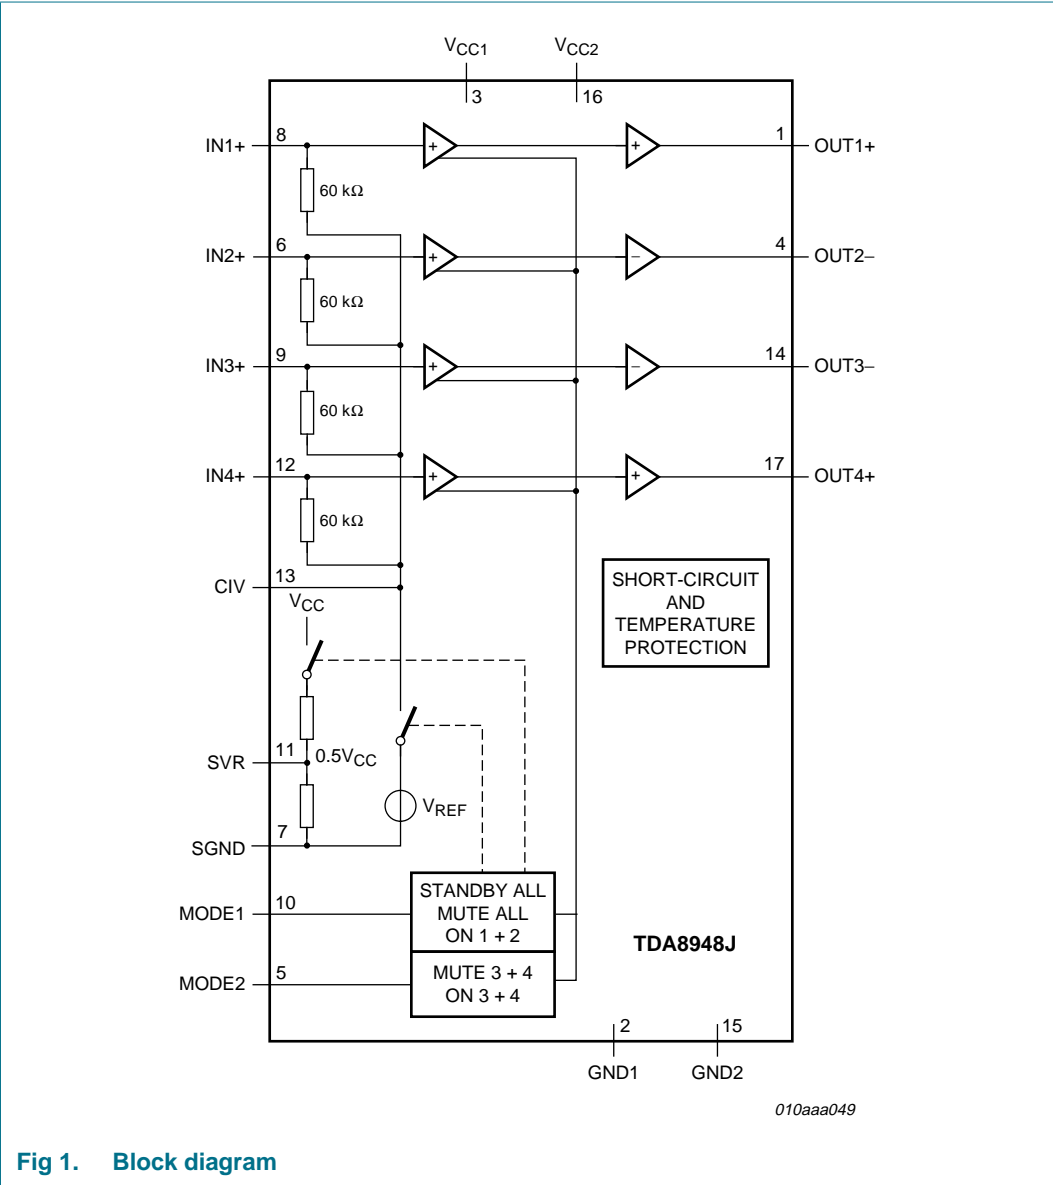 VCC1 VCC2
3 16
IN1+ 8 + + 1 OUT1+
60 kΩ
IN2+ 6 + − 4 OUT2−
60 kΩ
IN3+ 9 + − 14 OUT3−
60 kΩ
IN4+ 12 + + 17 OUT4+
60 kΩ
CIV 13
VCC
SHORT-CIRCUIT
AND
TEMPERATURE
PROTECTION
SVR 11 0.5VCC
VREF
SGND 7
STANDBY ALL
MODE1 10 MUTE ALL
ON 1 + 2
TDA8948J
MODE2 5 MUTE 3 + 4
ON 3 + 4
2 15
GND1 GND2
010aaa049
Fig 1. Block diagram